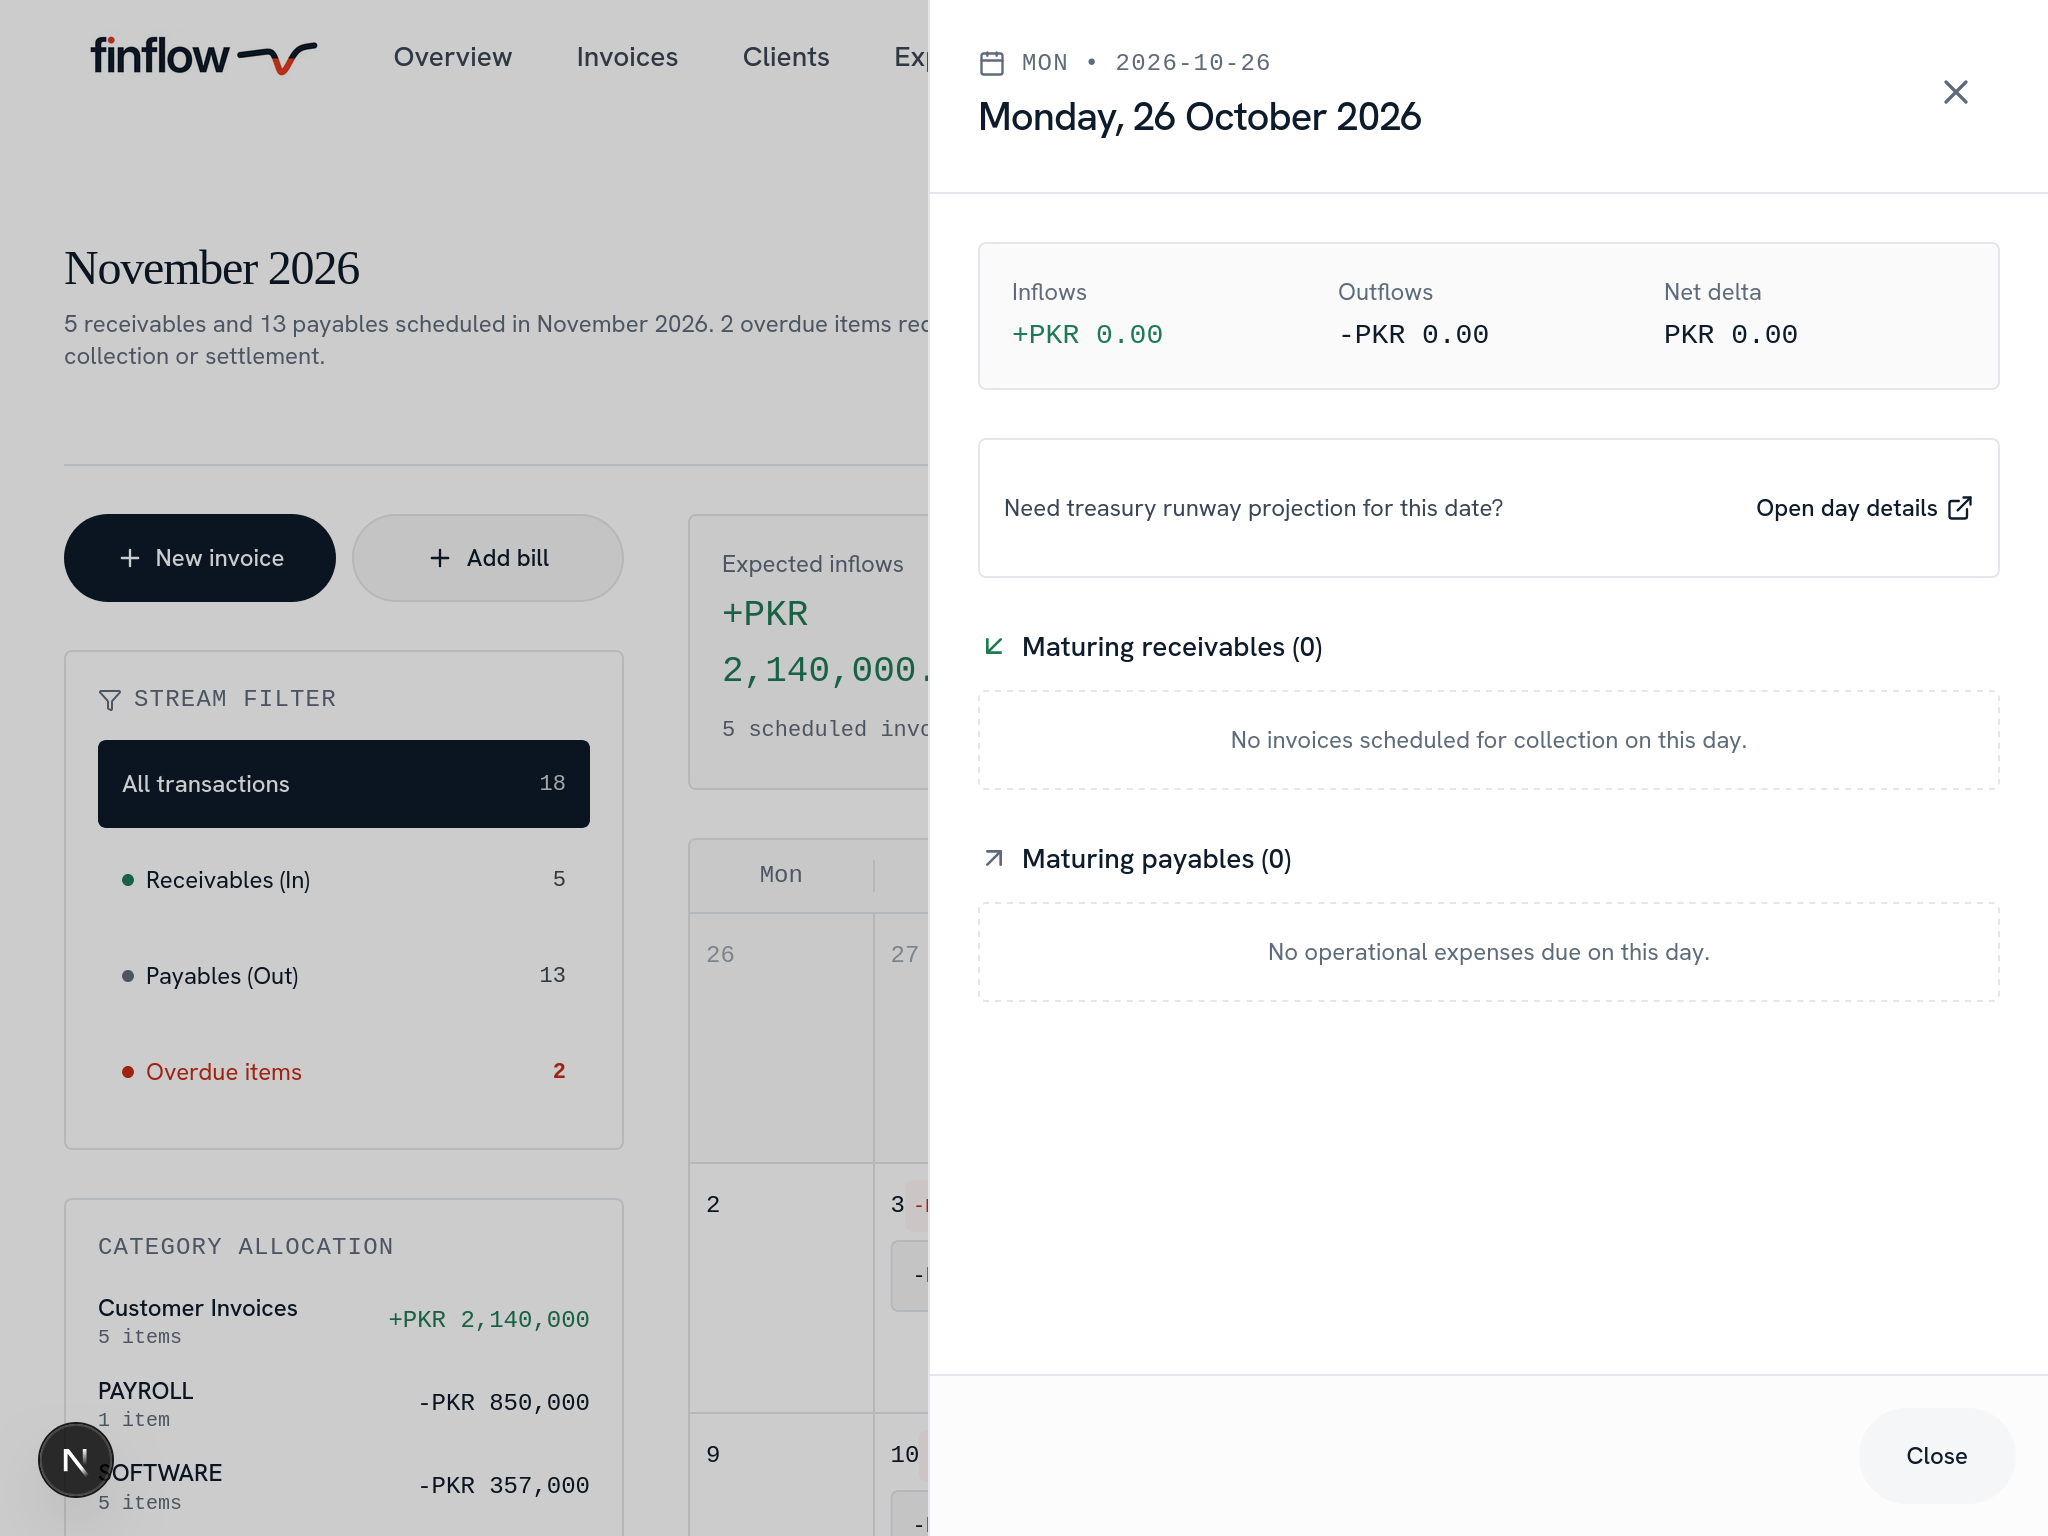 finflow
Overview
Invoices
Clients
November 2026
5 receivables and 13 payables scheduled in November 2026. 2 overdue items
collection or settlement.
New invoice
Add bill
STREAM FILTER
All transactions 18
Receivables (In) 5
Payables (Out) 13
Overdue items 2
CATEGORY ALLOCATION
Customer Invoices
5 items
+PKR 2,140,000
PAYROLL
1 item
-PKR 850,000
SOFTWARE
5 items
-PKR 357,000
N
Expected inflows
+PKR
2,140,000.
5 scheduled
Mon
26
27
2
3
9
10
MON • 2026-10-26
Monday, 26 October 2026
Inflows
+PKR 0.00
Outflows
-PKR 0.00
Net delta
PKR 0.00
Need treasury runway projection for this date?
Open day details
Maturing receivables (0)
No invoices scheduled for collection on this day.
Maturing payables (0)
No operational expenses due on this day.
Close